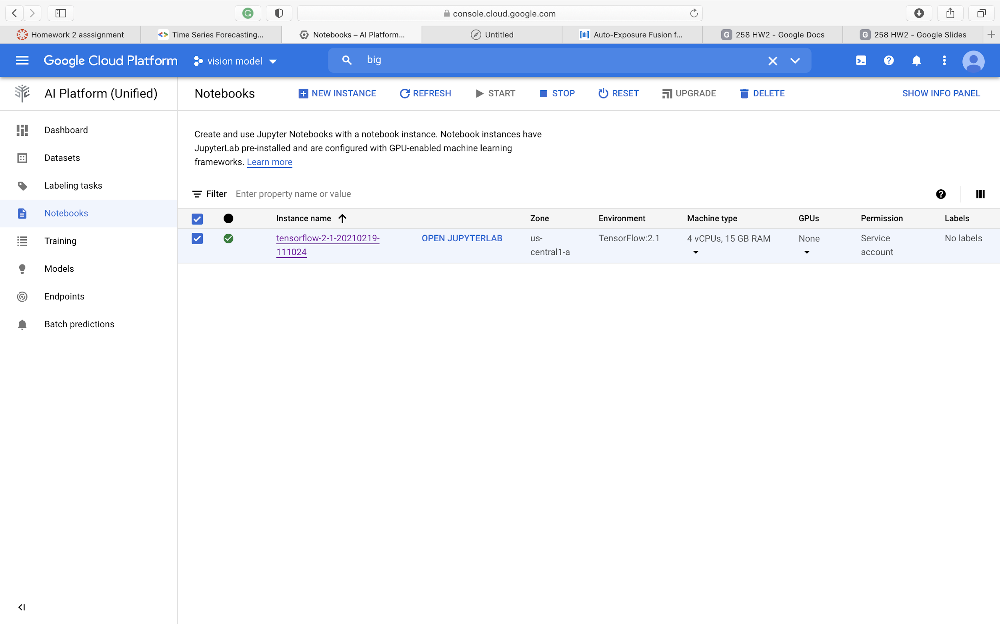 console.cloud.google.com
Homework 2 asssignment
Time Series Forecasting...
Notebooks – AI Platform...
Untitled
Auto-Exposure Fusion f...
G 258 HW2 - Google Docs
G 258 HW2 - Google Slides
Google Cloud Platform
vision model
big
AI Platform (Unified)
Notebooks
NEW INSTANCE
REFRESH
START
STOP
RESET
UPGRADE
DELETE
SHOW INFO PANEL
Dashboard
Datasets
Labeling tasks
Notebooks
Training
Models
Endpoints
Batch predictions
Create and use Jupyter Notebooks with a notebook instance. Notebook instances have
JupyterLab pre-installed and are configured with GPU-enabled machine learning
frameworks. Learn more
Filter Enter property name or value
Instance name Zone Environment Machine type GPUs Permission Labels
tensorflow-2-1-20210219-
111024
OPEN JUPYTERLAB
us-
central1-a
TensorFlow:2.1
4 vCPUs, 15 GB RAM
None
Service
account
No labels